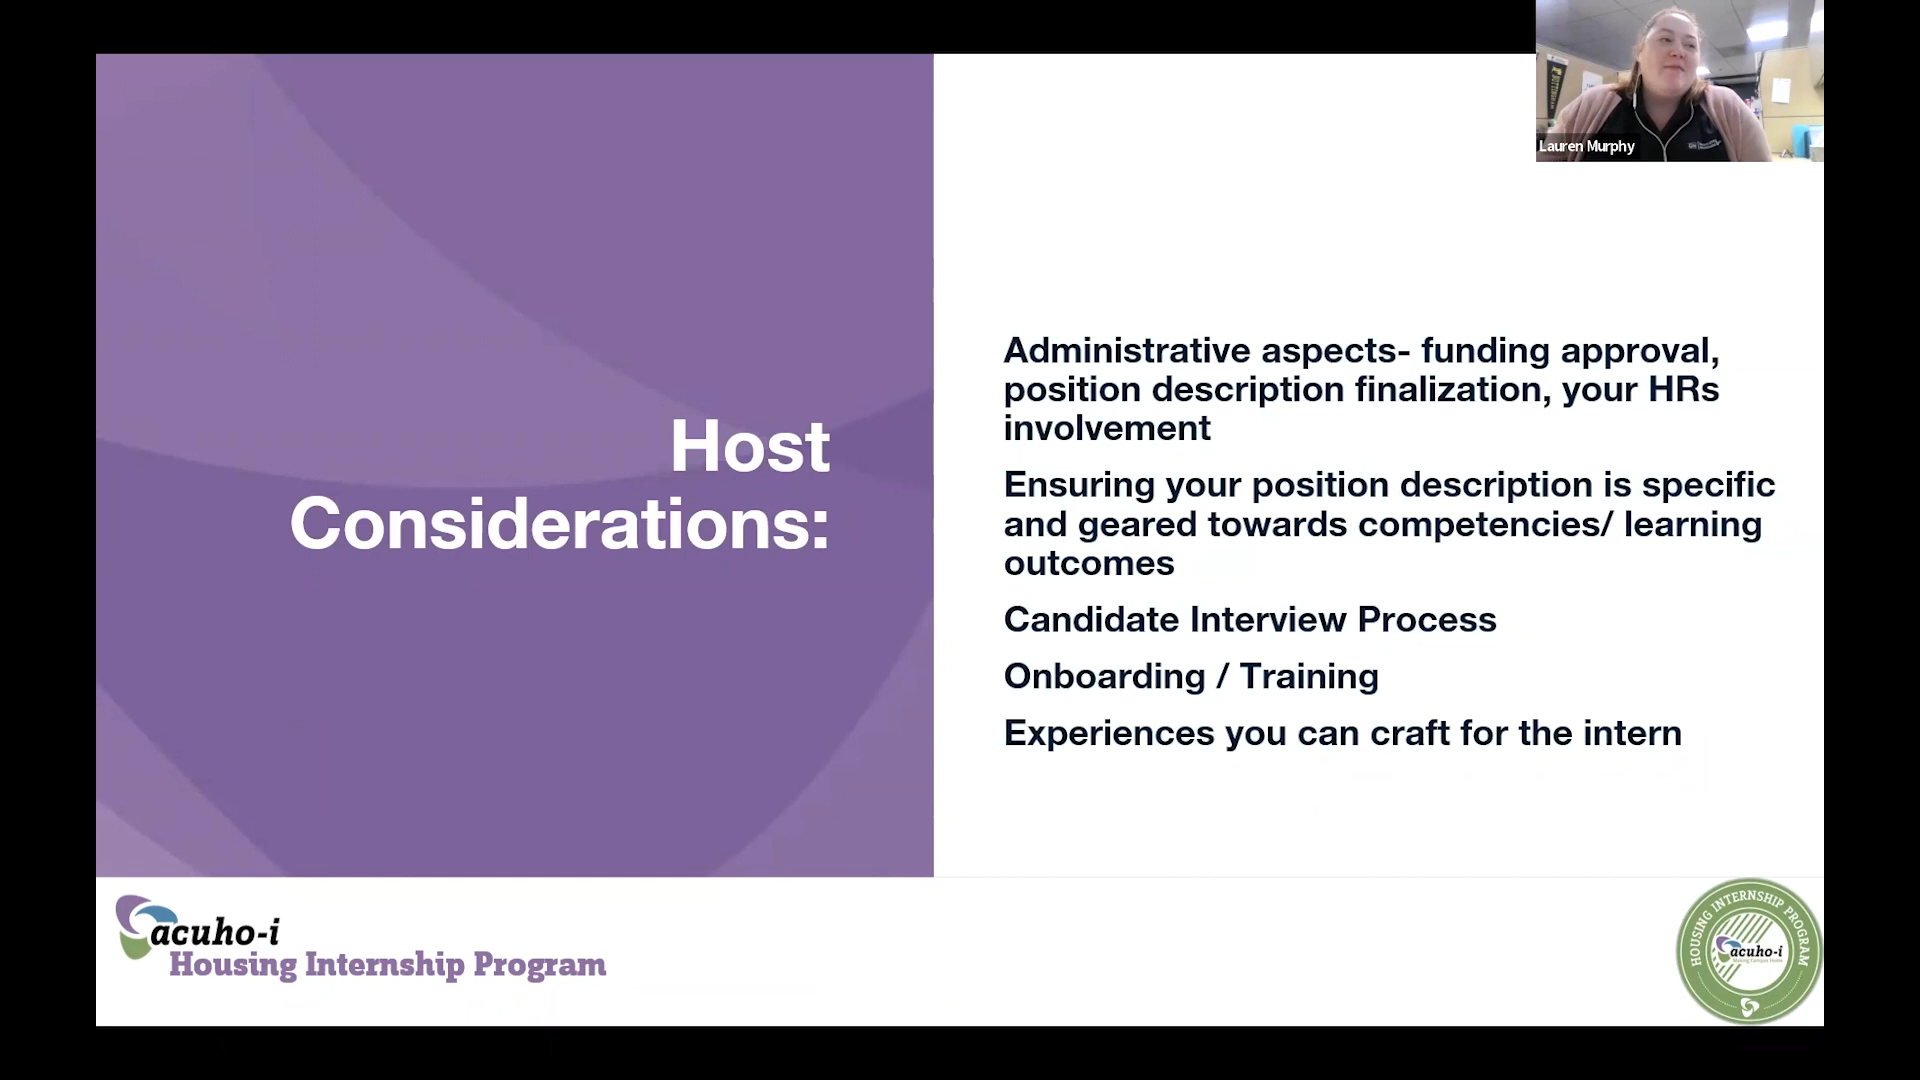 Lauren Murphy
Host
Considerations:
Administrative aspects- funding approval,
position description finalization, your HRs
involvement
Ensuring your position description is specific
and geared towards competencies/ learning
outcomes
Candidate Interview Process
Onboarding / Training
Experiences you can craft for the intern
acuho-i
Housing Internship Program
HOUSING INTERNSHIP PROGRAM
acuho-i